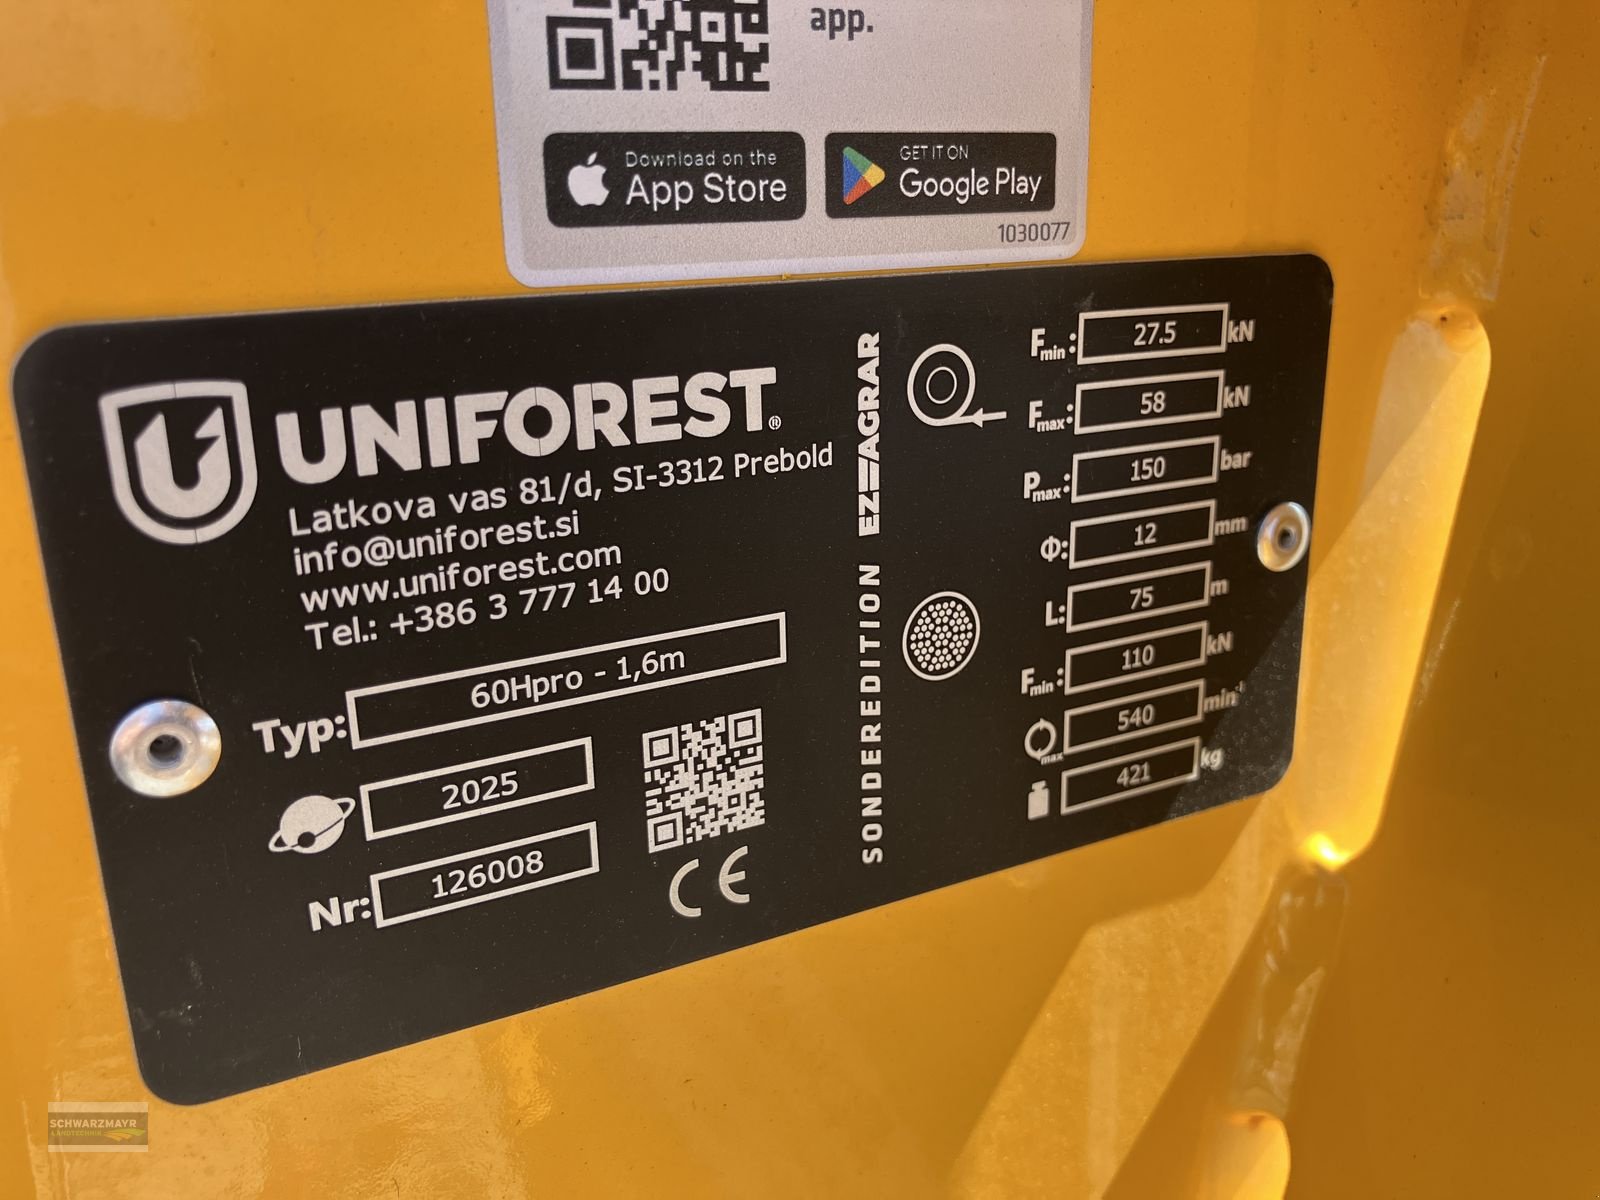 app.
Download on the
App Store
GET IT ON
Google Play
1030077
UNIFOREST®
Latkova vas 81/d, SI-3312 Prebold
info@uniforest.si
www.uniforest.com
Tel.: +386 3 777 14 00
Typ: 60Hpro - 1,6m
2025
Nr: 126008
CE
SONDEREDITION EZ AGRAR
Fmin: 27.5 kN
Fmax: 58 kN
Pmax: 150 bar
Φ: 12 mm
L: 75 m
Fmin: 110 kN
max 540 min-1
421 kg
SCHWARZMAYR
LANDTECHNIK